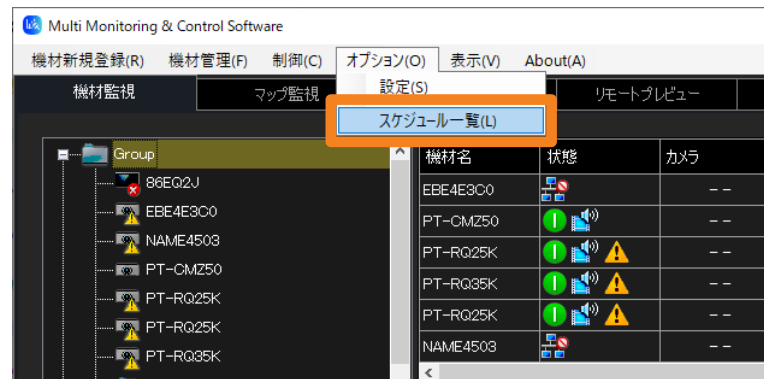 Multi Monitoring & Control Software
機材新規登録(R) 機材管理(F) 制御(C) オプション(O) 表示(V) About(A)
設定(S)
スケジュール一覧(L)
機材監視 マップ監視 リモートプレビュー
Group
86EQ2J
EBE4E3C0
NAME4503
PT-CMZ50
PT-RQ25K
PT-RQ25K
PT-RQ35K
機材名 状態 カメラ
EBE4E3C0 --
PT-CMZ50 --
PT-RQ25K --
PT-RQ35K --
PT-RQ25K --
NAME4503 --